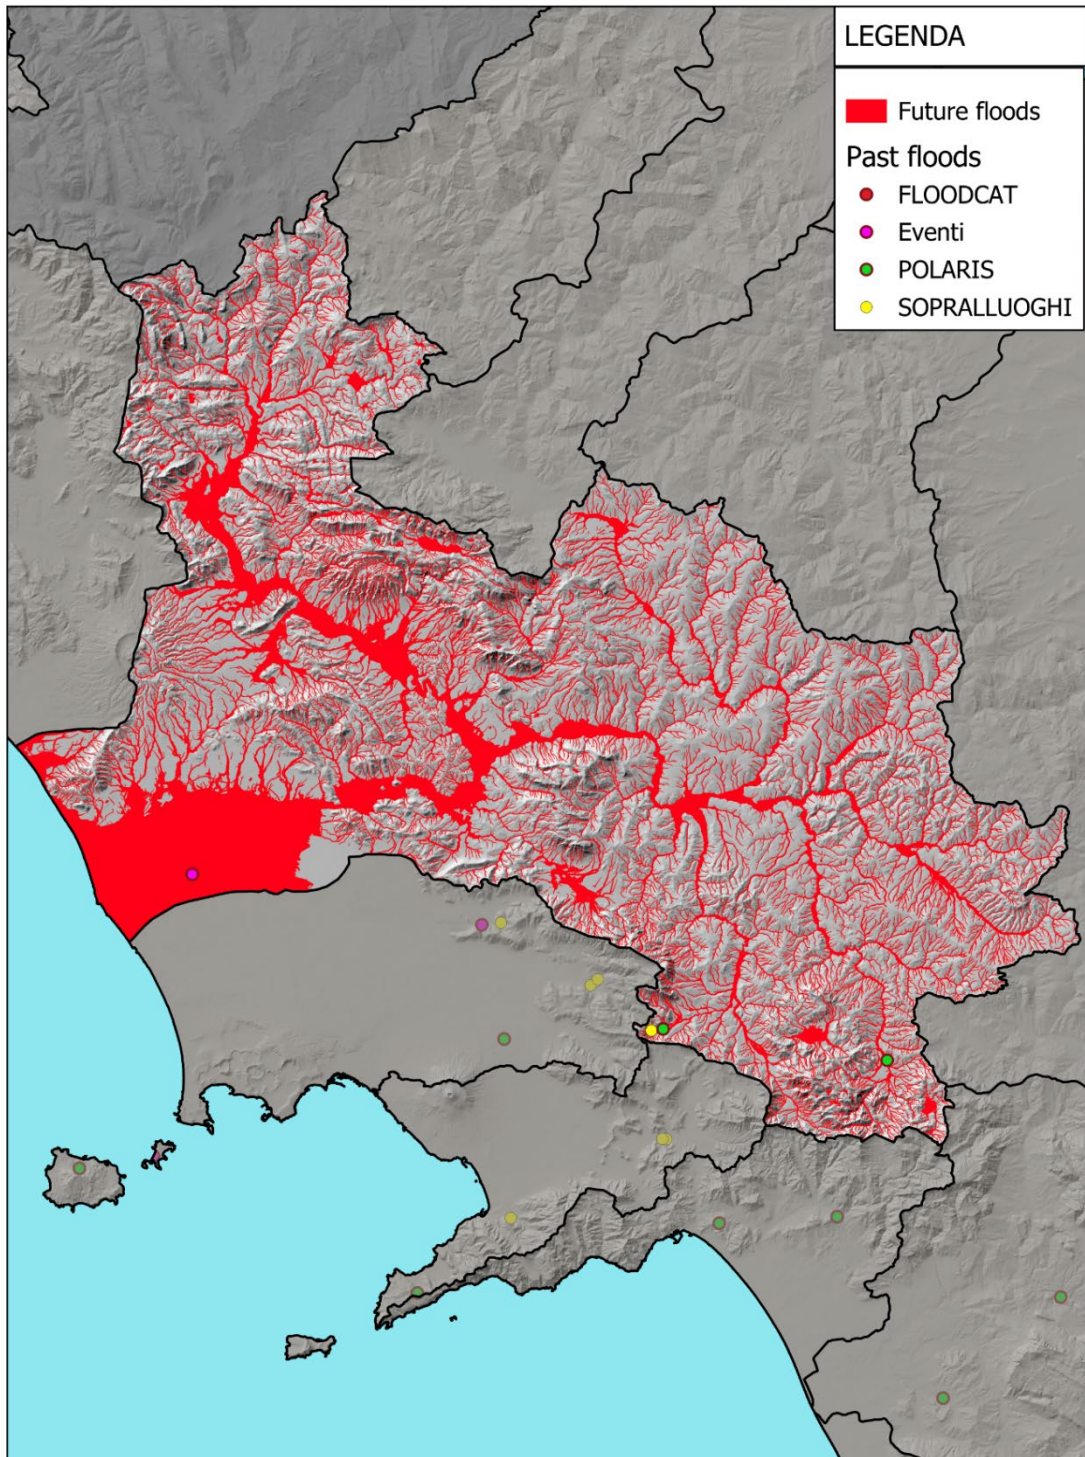 LEGENDA
Future floods
Past floods
FLOODCAT
Eventi
POLARIS
SOPRALLUOGHI